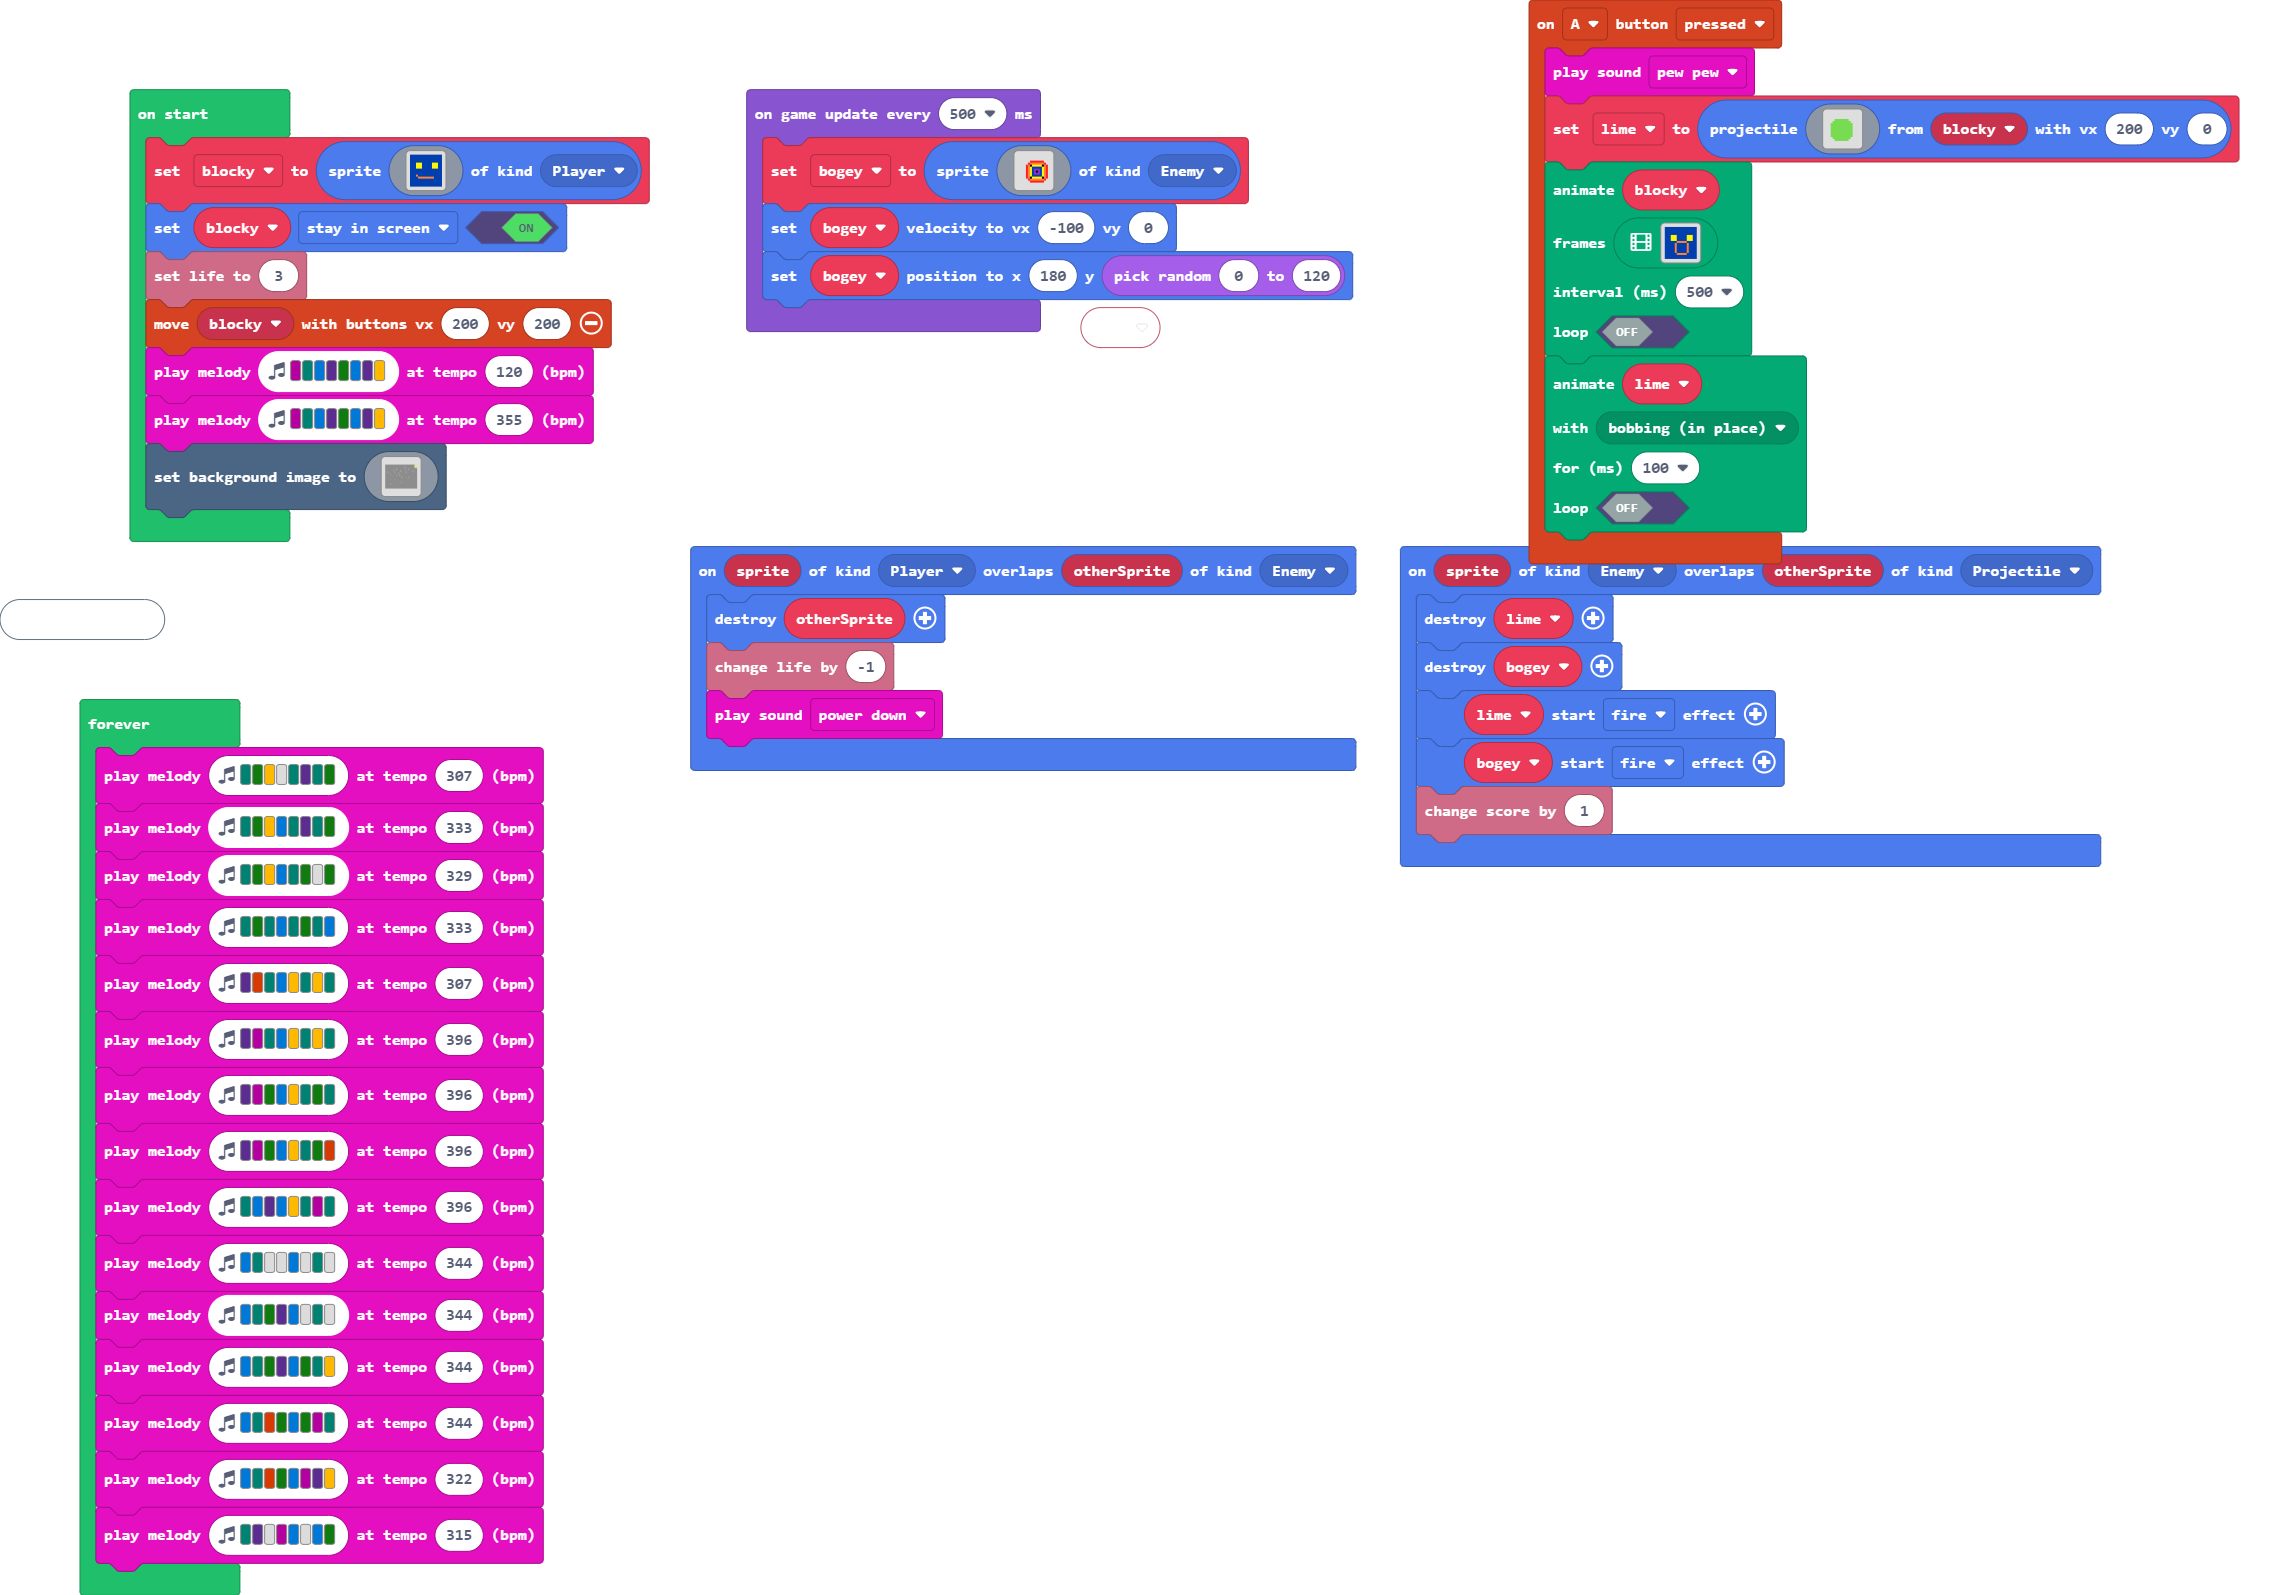 on start
set blocky to sprite of kind Player
set blocky stay in screen ON
set life to 3
move blocky with buttons vx 200 vy 200
play melody at tempo 120 (bpm)
play melody at tempo 355 (bpm)
set background image to
on game update every 500 ms
set bogey to sprite of kind Enemy
set bogey velocity to vx -100 vy 0
set bogey position to x 180 y pick random 0 to 120
on A button pressed
play sound pew pew
set lime to projectile from blocky with vx 200 vy 0
animate blocky
frames
interval (ms) 500
loop OFF
animate lime
with bobbing (in place)
for (ms) 100
loop OFF
on sprite of kind Player overlaps otherSprite of kind Enemy
destroy otherSprite
change life by -1
play sound power down
on sprite of kind Enemy overlaps otherSprite of kind Projectile
destroy lime
destroy bogey
lime start fire effect
bogey start fire effect
change score by 1
forever
play melody at tempo 307 (bpm)
play melody at tempo 333 (bpm)
play melody at tempo 329 (bpm)
play melody at tempo 333 (bpm)
play melody at tempo 307 (bpm)
play melody at tempo 396 (bpm)
play melody at tempo 396 (bpm)
play melody at tempo 396 (bpm)
play melody at tempo 396 (bpm)
play melody at tempo 344 (bpm)
play melody at tempo 344 (bpm)
play melody at tempo 344 (bpm)
play melody at tempo 344 (bpm)
play melody at tempo 322 (bpm)
play melody at tempo 315 (bpm)